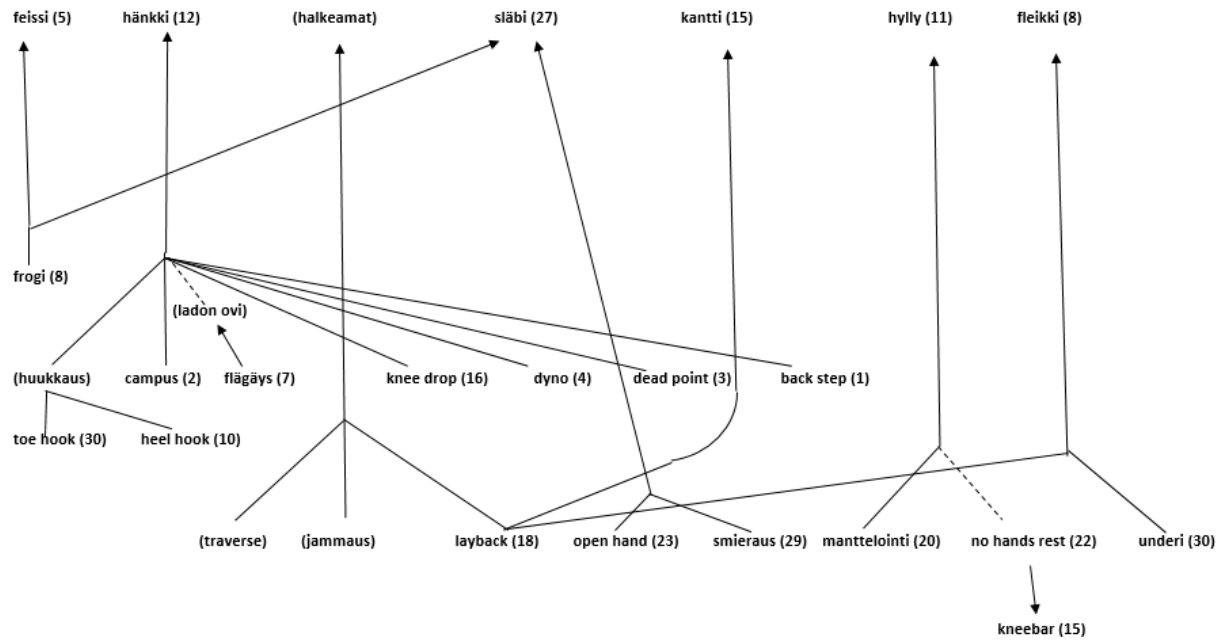 feissi (5)
hänkki (12)
(halkeamat)
släbi (27)
kantti (15)
hylly (11)
fleikki (8)
frogi (8)
(ladon ovi)
(huukkaus)
campus (2)
flägäys (7)
knee drop (16)
dyno (4)
dead point (3)
back step (1)
toe hook (30)
heel hook (10)
(traverse)
(jammaus)
layback (18)
open hand (23)
smieraus (29)
manttelointi (20)
no hands rest (22)
underi (30)
kneebar (15)